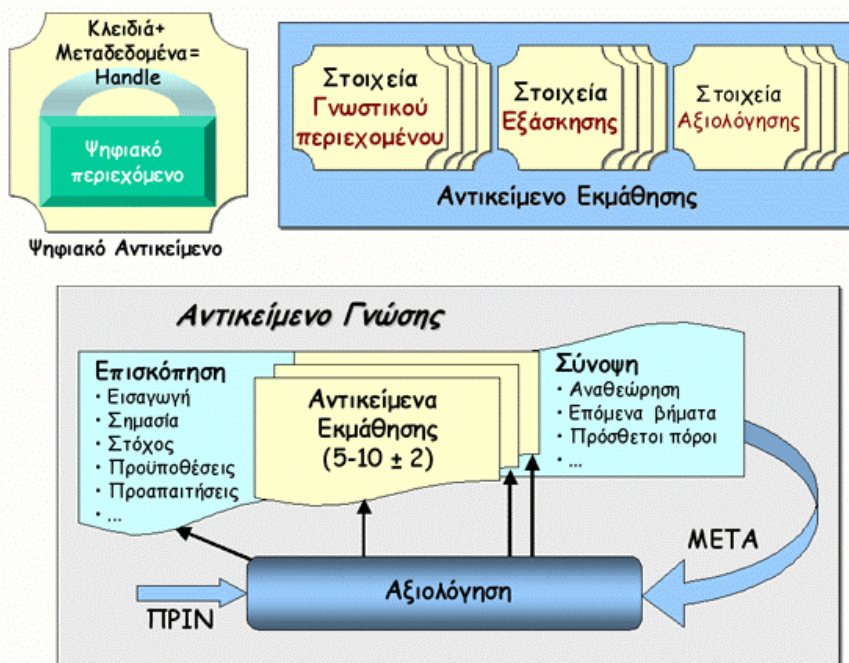 Κλειδιά+
Μεταδεδομένα=
Handle
Ψηφιακό
περιεχόμενο
Ψηφιακό Αντικείμενο
Στοιχεία
Γνωστικού
περιεχομένου
Στοιχεία
Εξάσκησης
Στοιχεία
Αξιολόγησης
Αντικείμενο Εκμάθησης
Αντικείμενο Γνώσης
Επισκόπηση
· Εισαγωγή
· Σημασία
· Στόχος
· Προϋποθέσεις
· Προαπαιτήσεις
· ...
Αντικείμενα
Εκμάθησης
(5-10 ± 2)
Σύνοψη
· Αναθεώρηση
· Επόμενα βήματα
· Πρόσθετοι πόροι
· ...
ΜΕΤΑ
Αξιολόγηση
ΠΡΙΝ